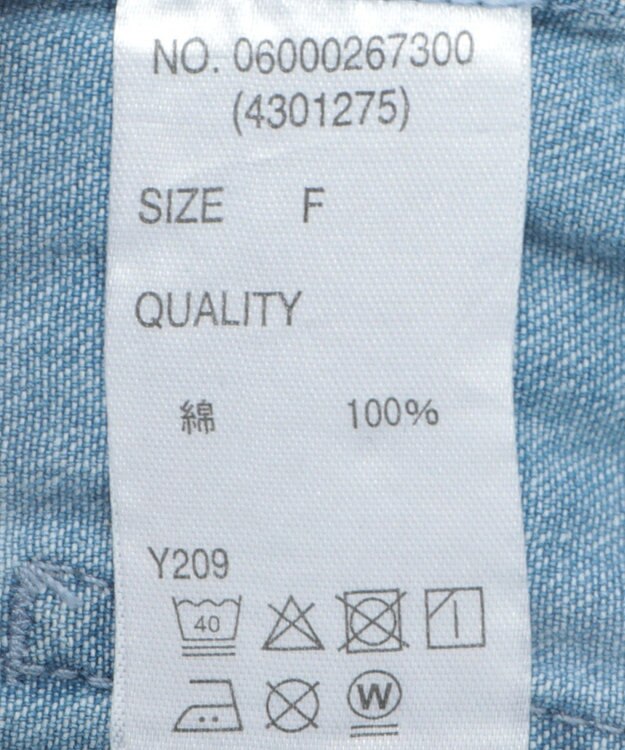 NO. 06000267300
(4301275)
SIZE F
QUALITY
綿 100%
Y209
40
W